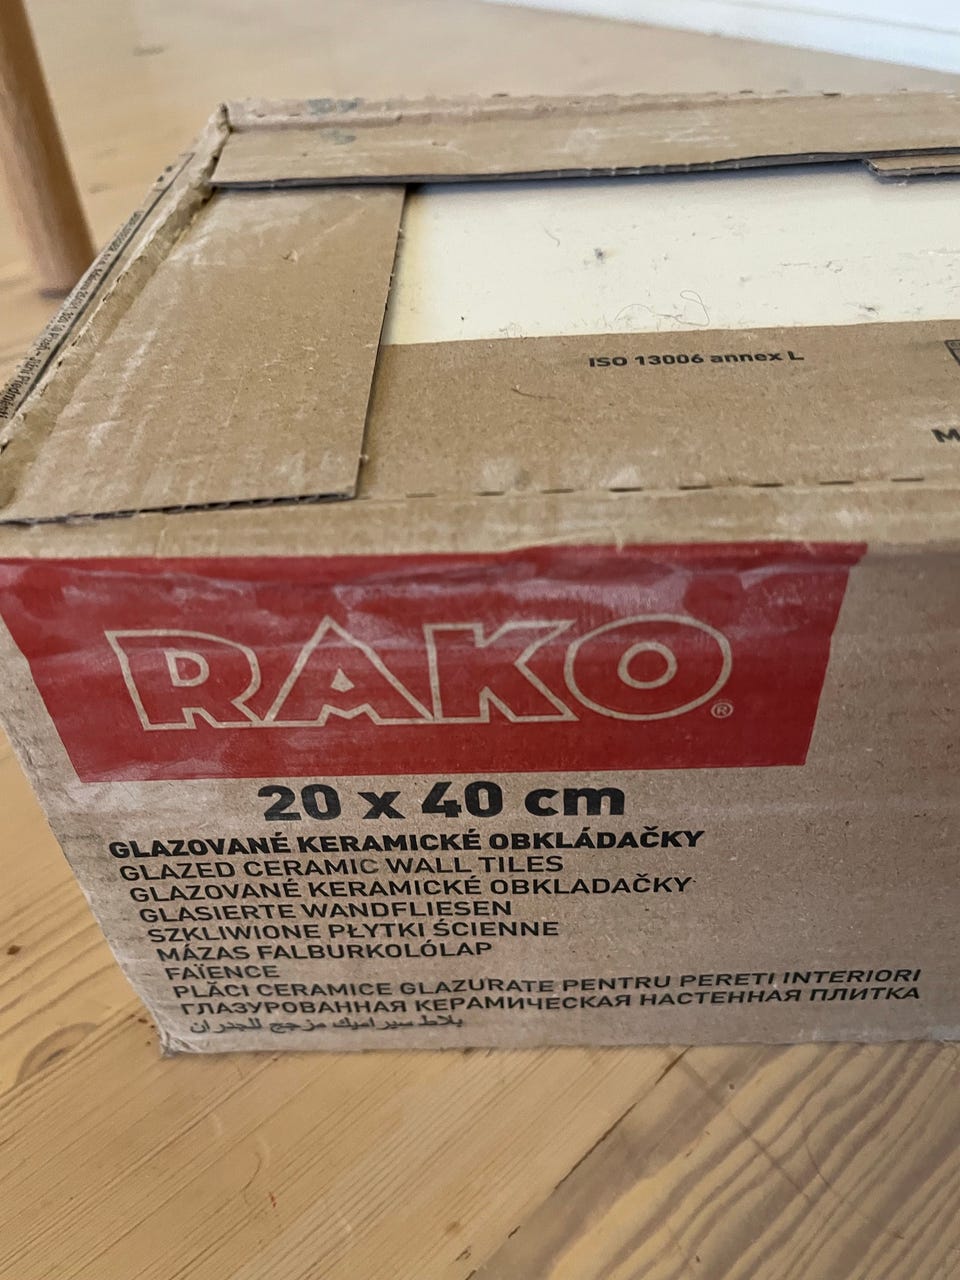 ISO 13006 annex L
M
RAKO®
20 x 40 cm
GLAZOVANÉ KERAMICKÉ OBKLÁDAČKY
GLAZED CERAMIC WALL TILES
GLAZOVANÉ KERAMICKÉ OBKLADAČKY
GLASIERTE WANDFLIESEN
SZKLIWIONE PŁYTKI ŚCIENNE
MÁZAS FALBURKOLÓLAP
FAÏENCE
PLĂCI CERAMICE GLAZURATE PENTRU PERETI INTERIORI
ГЛАЗУРОВАННАЯ КЕРАМИЧЕСКАЯ НАСТЕННАЯ ПЛИТКА
بلاط سيراميك مزجج للجدران